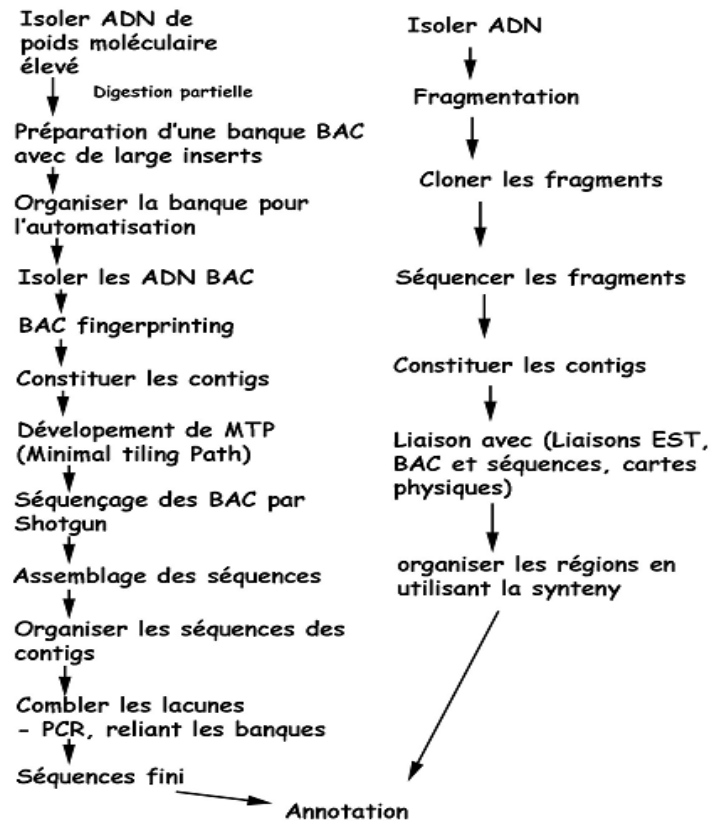 Isoler ADN de
poids moléculaire
élevé
Digestion partielle
Préparation d'une banque BAC
avec de large inserts
Organiser la banque pour
l'automatisation
Isoler les ADN BAC
BAC fingerprinting
Constituer les contigs
Dévelopement de MTP
(Minimal tiling Path)
Séquençage des BAC par
Shotgun
Assemblage des séquences
Organiser les séquences des
contigs
Combler les lacunes
- PCR, reliant les banques
Séquences fini
Isoler ADN
Fragmentation
Cloner les fragments
Séquencer les fragments
Constituer les contigs
Liaison avec (Liaisons EST,
BAC et séquences, cartes
physiques)
organiser les régions en
utilisant la synteny
Annotation